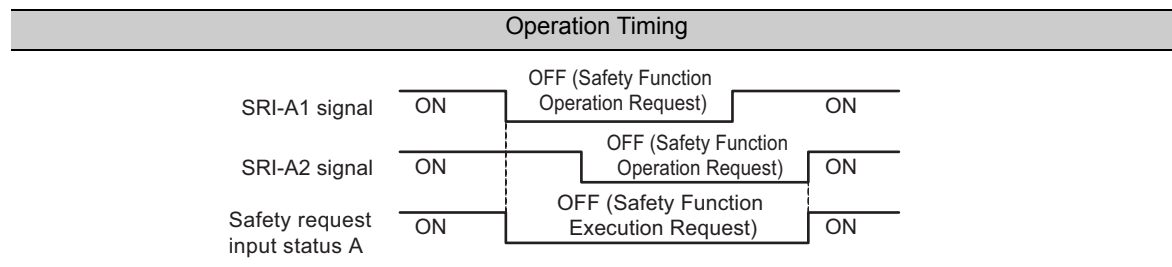 Operation Timing
OFF (Safety Function
Operation Request)
SRI-A1 signal ON ON
OFF (Safety Function
Operation Request)
SRI-A2 signal ON ON
OFF (Safety Function
Execution Request)
Safety request
input status A
ON ON